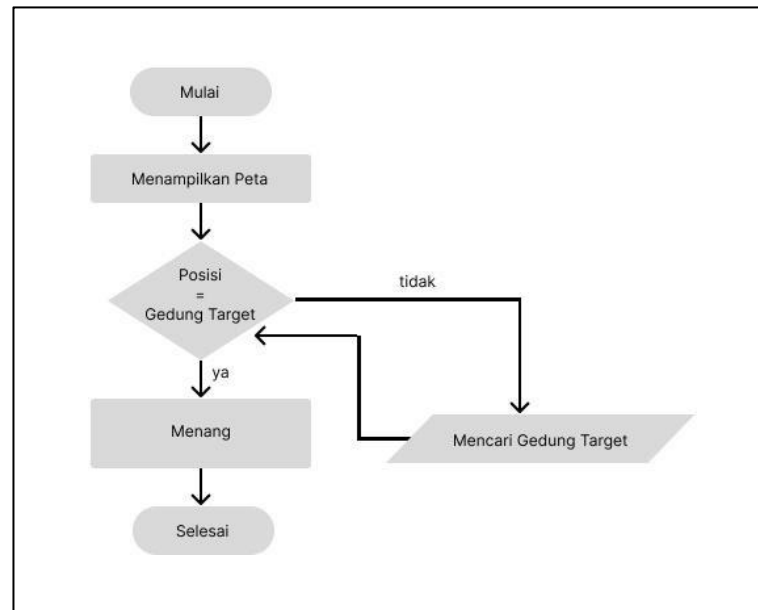 Mulai
Menampilkan Peta
Posisi
=
Gedung Target
tidak
ya
Menang
Mencari Gedung Target
Selesai